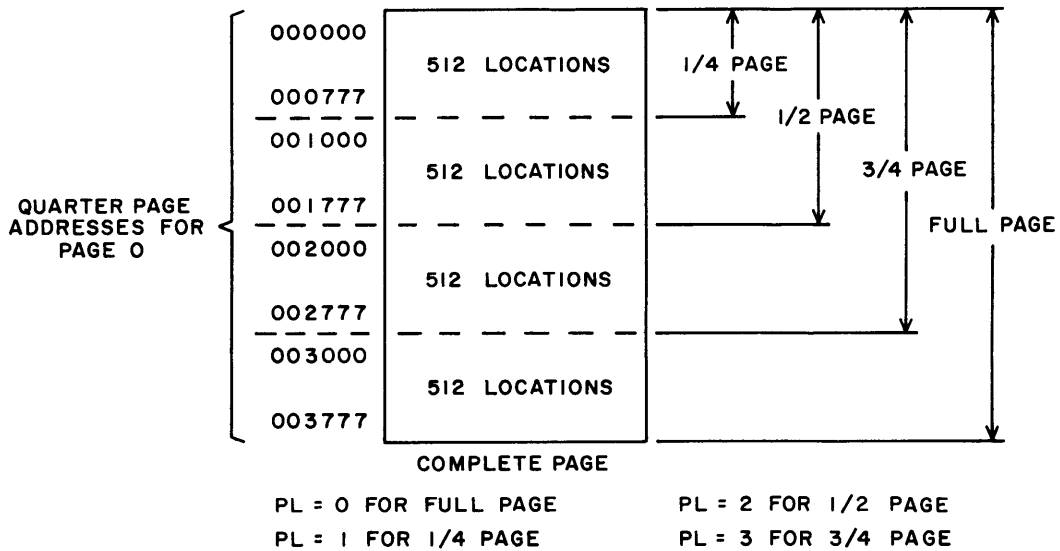 000000
512 LOCATIONS
000777
001000
512 LOCATIONS
001777
002000
512 LOCATIONS
002777
003000
512 LOCATIONS
003777
QUARTER PAGE
ADDRESSES FOR
PAGE 0
1/4 PAGE
1/2 PAGE
3/4 PAGE
FULL PAGE
COMPLETE PAGE
PL = 0 FOR FULL PAGE
PL = 1 FOR 1/4 PAGE
PL = 2 FOR 1/2 PAGE
PL = 3 FOR 3/4 PAGE